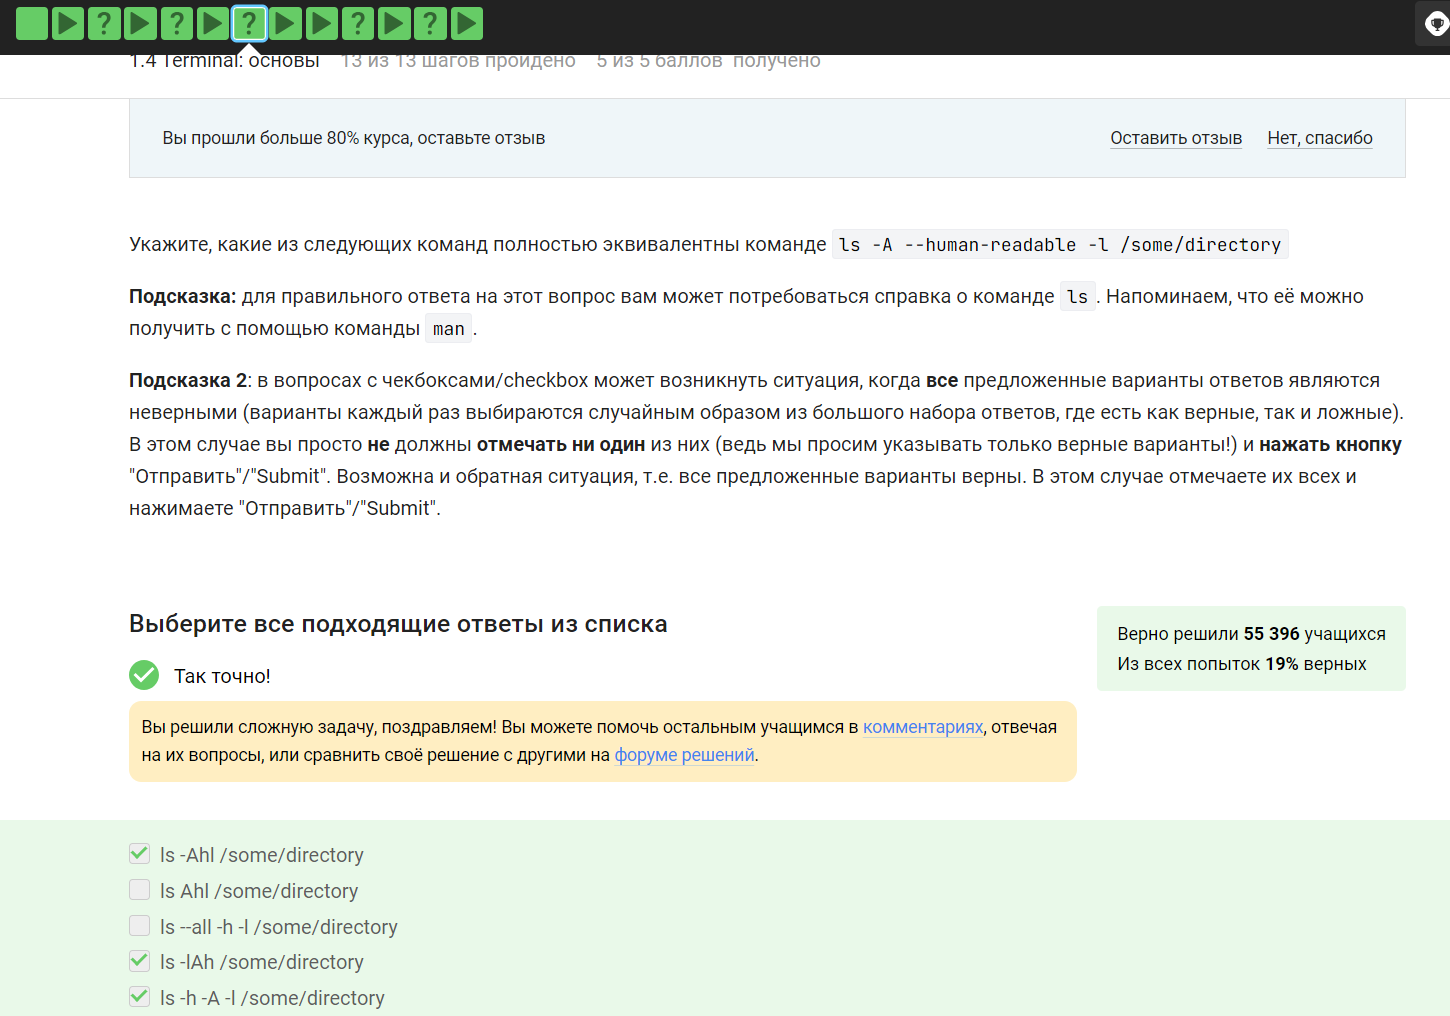 1.4 Terminal: основы 13 из 13 шагов пройдено 5 из 5 баллов получено
Вы прошли больше 80% курса, оставьте отзыв Оставить отзыв Нет, спасибо
Укажите, какие из следующих команд полностью эквивалентны команде ls -A --human-readable -l /some/directory
Подсказка: для правильного ответа на этот вопрос вам может потребоваться справка о команде ls. Напоминаем, что её можно
получить с помощью команды man.
Подсказка 2: в вопросах с чекбоксами/checkbox может возникнуть ситуация, когда все предложенные варианты ответов являются
неверными (варианты каждый раз выбираются случайным образом из большого набора ответов, где есть как верные, так и ложные).
В этом случае вы просто не должны отмечать ни один из них (ведь мы просим указывать только верные варианты!) и нажать кнопку
"Отправить"/"Submit". Возможна и обратная ситуация, т.е. все предложенные варианты верны. В этом случае отмечаете их всех и
нажимаете "Отправить"/"Submit".
Выберите все подходящие ответы из списка
Верно решили 55 396 учащихся
Из всех попыток 19% верных
Так точно!
Вы решили сложную задачу, поздравляем! Вы можете помочь остальным учащимся в комментариях, отвечая
на их вопросы, или сравнить своё решение с другими на форуме решений.
ls -Ahl /some/directory
ls Ahl /some/directory
ls --all -h -l /some/directory
ls -lAh /some/directory
ls -h -A -l /some/directory